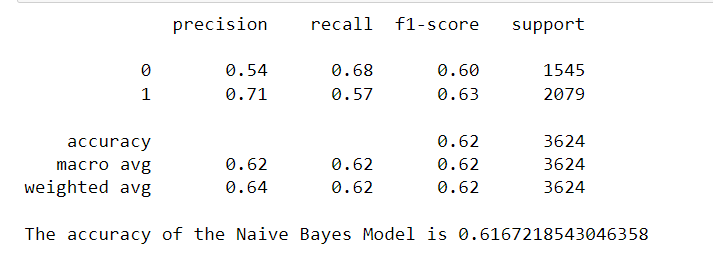 precision recall f1-score support
0 0.54 0.68 0.60 1545
1 0.71 0.57 0.63 2079
accuracy 0.62 3624
macro avg 0.62 0.62 0.62 3624
weighted avg 0.64 0.62 0.62 3624
The accuracy of the Naive Bayes Model is 0.6167218543046358